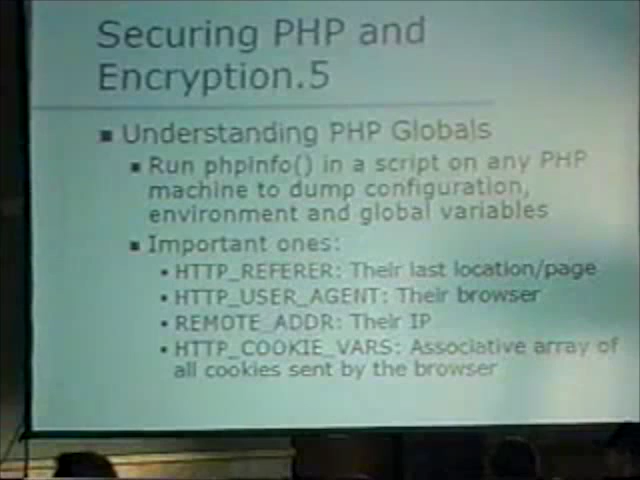 Securing PHP and
Encryption.5
Understanding PHP Globals
Run phpinfo() in a script on any PHP
machine to dump configuration,
environment and global variables
Important ones:
HTTP_REFERER: Their last location/page
HTTP_USER_AGENT: Their browser
REMOTE_ADDR: Their IP
HTTP_COOKIE_VARS: Associative array of
all cookies sent by the browser